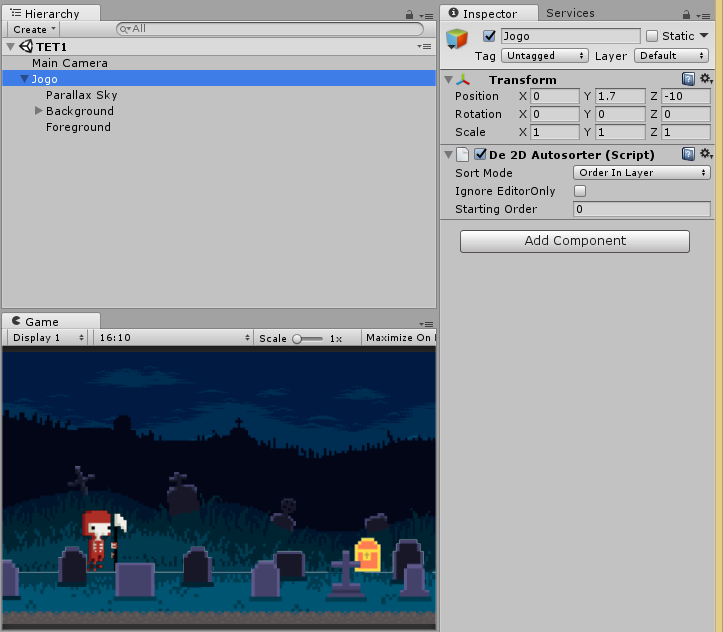 Hierarchy
Create
All
TET1
Main Camera
Jogo
Parallax Sky
Background
Foreground
Game
Display 1 16:10 Scale 1x Maximize On
Inspector Services
Jogo Static
Tag Untagged Layer Default
Transform
Position X 0 Y 1.7 Z -10
Rotation X 0 Y 0 Z 0
Scale X 1 Y 1 Z 1
De 2D Autosorter (Script)
Sort Mode Order In Layer
Ignore EditorOnly
Starting Order 0
Add Component